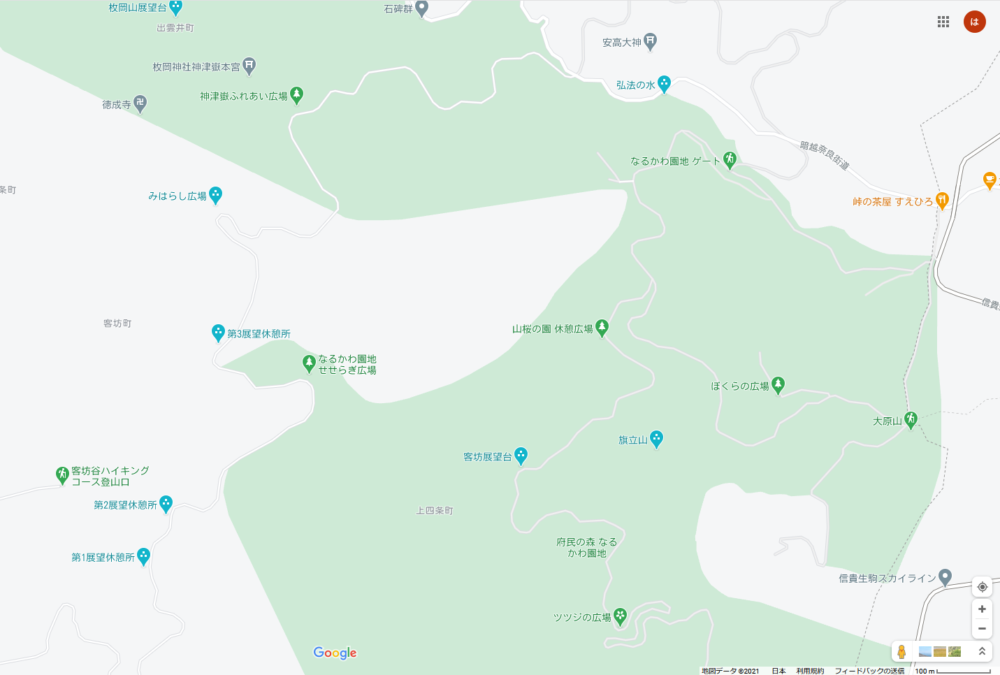 枚岡山展望台
出雲井町
石碑群
は
安高大神
枚岡神社神津嶽本宮
弘法の水
神津嶽ふれあい広場
徳成寺
暗越奈良街道
なるかわ園地 ゲート
条町
みはらし広場
峠の茶屋 すえひろ
客坊町
第3展望休憩所
山桜の園 休憩広場
信貴生
なるかわ園地
せせらぎ広場
ぼくらの広場
大原山
旗立山
客坊展望台
客坊谷ハイキング
コース登山口
第2展望休憩所
上四条町
府民の森 なる
かわ園地
第1展望休憩所
信貴生駒スカイライン
ツツジの広場
Google
地図データ ©2021 日本 利用規約 フィードバックの送信 100 m